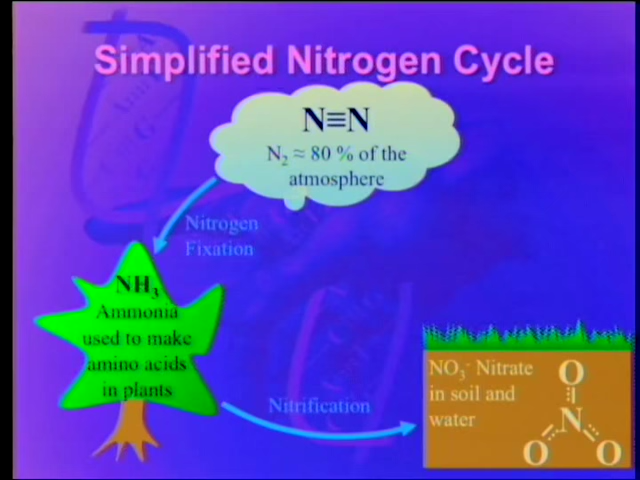 Simplified Nitrogen Cycle
N≡N
N₂ ≈ 80 % of the
atmosphere
Nitrogen
Fixation
NH₃
Ammonia
used to make
amino acids
in plants
Nitrification
NO₃⁻ Nitrate
in soil and
water
O
N
O O